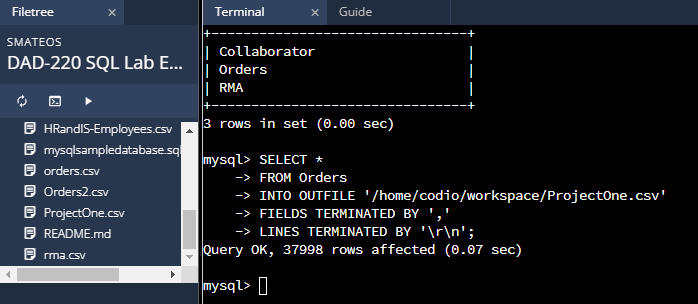 Filetree ×
SMATEOS
DAD-220 SQL Lab E...
HRandIS-Employees.csv
mysqlsampledatabase.sql
orders.csv
Orders2.csv
ProjectOne.csv
README.md
rma.csv
Terminal × Guide
+-------------------------------+
| Collaborator |
| Orders |
| RMA |
+-------------------------------+
3 rows in set (0.00 sec)
mysql> SELECT *
-> FROM Orders
-> INTO OUTFILE '/home/codio/workspace/ProjectOne.csv'
-> FIELDS TERMINATED BY ','
-> LINES TERMINATED BY '\r\n';
Query OK, 37998 rows affected (0.07 sec)
mysql>